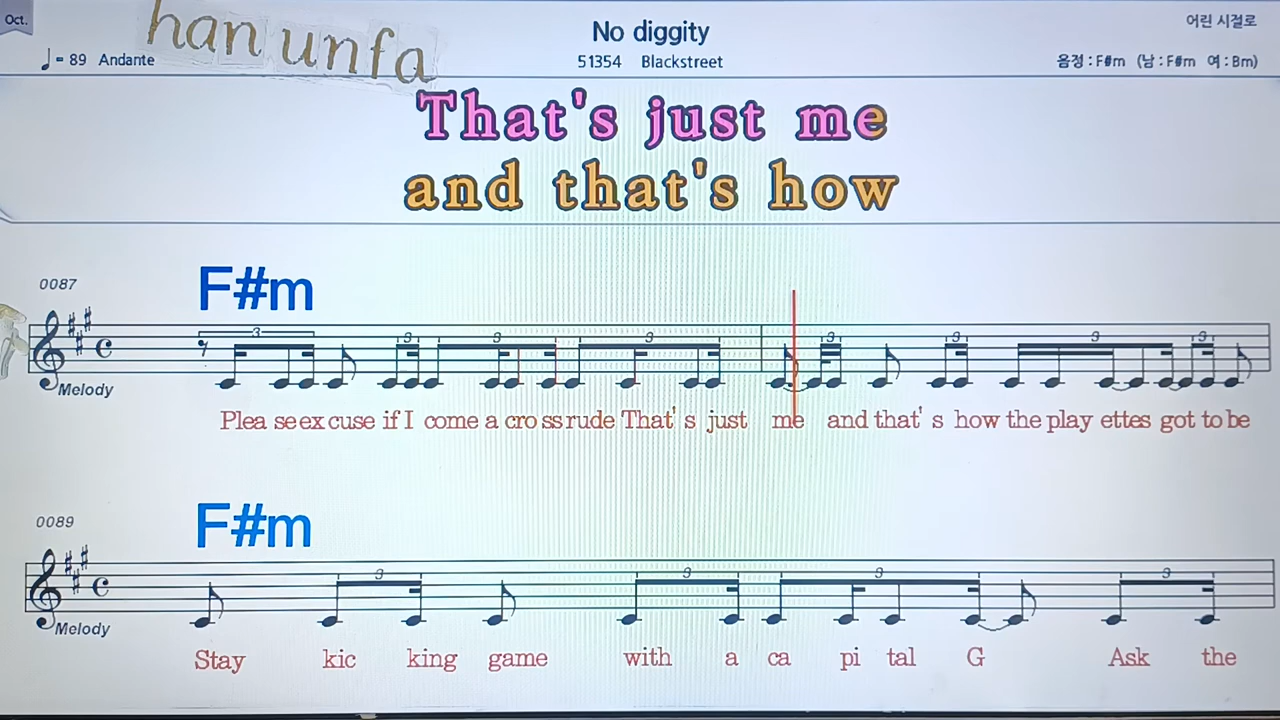 Oct.
han unfa
No diggity
어린 시절로
♩= 89 Andante
51354 Blackstreet
음정 : F#m (남 : F#m 여 : Bm)
That's just me
and that's how
0087
F#m
Melody
Plea se ex cuse if I come a cro ss rude That' s just me and that' s how the play ettes got to be
0089
F#m
Melody
Stay kic king game with a ca pi tal G Ask the